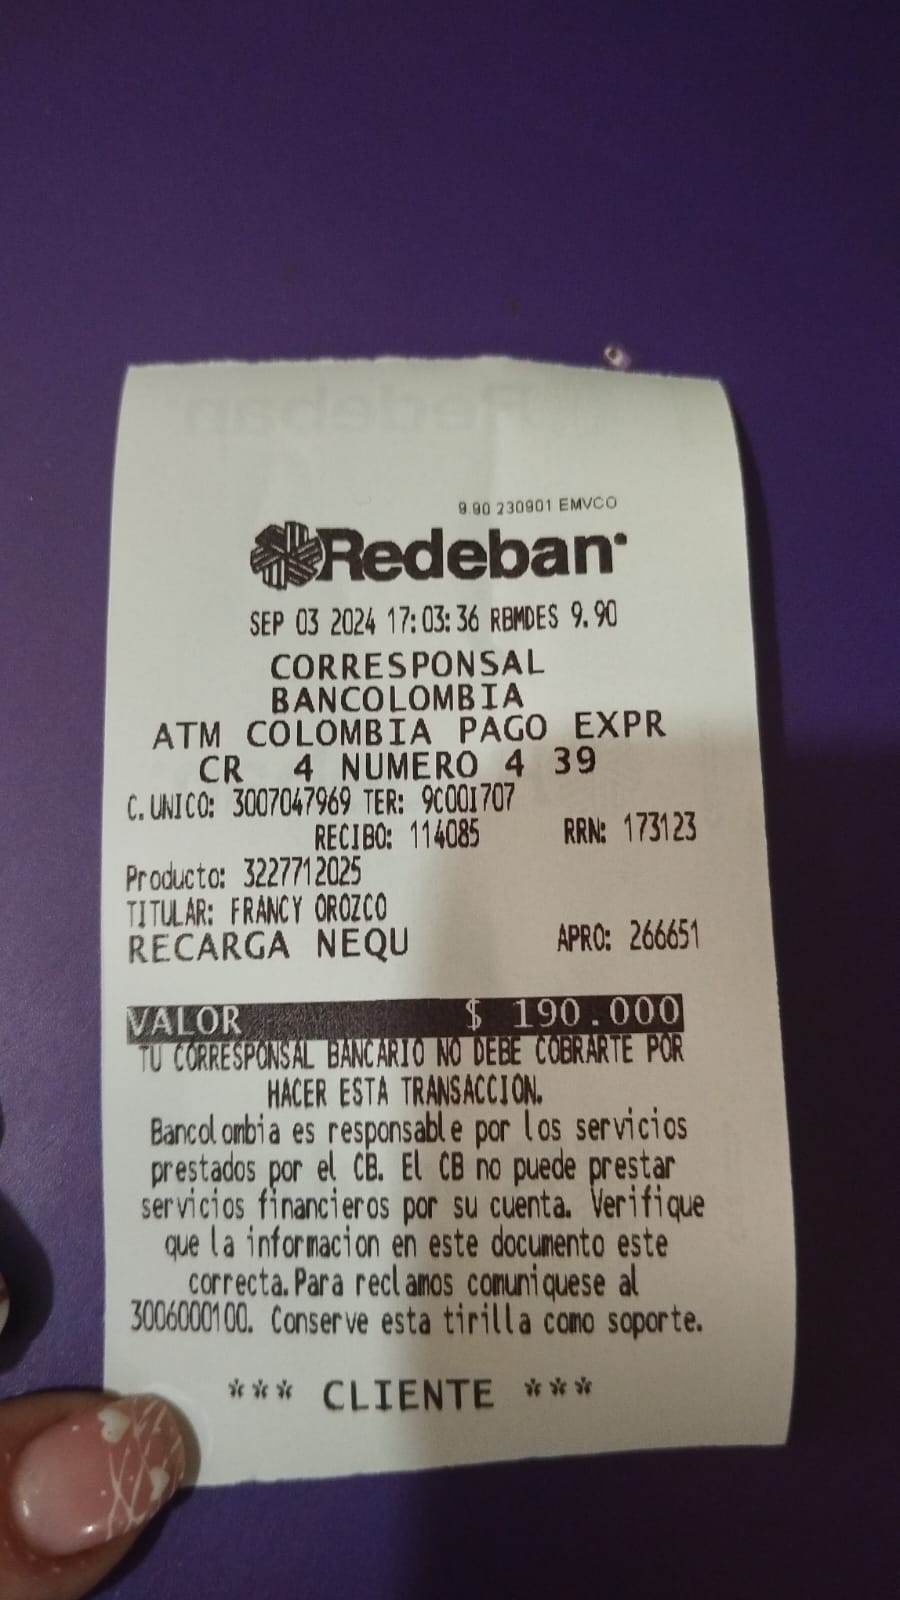 9.90 230901 EMVCO
Redeban
SEP 03 2024 17:03:36 RBMDES 9.90
CORRESPONSAL
BANCOLOMBIA
ATM COLOMBIA PAGO EXPR
CR 4 NUMERO 4 39
C. UNICO: 3007047969 TER: 9C001707
RECIBO: 114085 RRN: 173123
Producto: 3227712025
TITULAR: FRANCY OROZCO
RECARGA NEQU APRO: 266651
VALOR $ 190.000
TU CORRESPONSAL BANCARIO NO DEBE COBRARTE POR
HACER ESTA TRANSACCION.
Bancolombia es responsable por los servicios
prestados por el CB. El CB no puede prestar
servicios financieros por su cuenta. Verifique
que la informacion en este documento este
correcta. Para reclamos comuniquese al
3006000100. Conserve esta tirilla como soporte.
*** CLIENTE ***